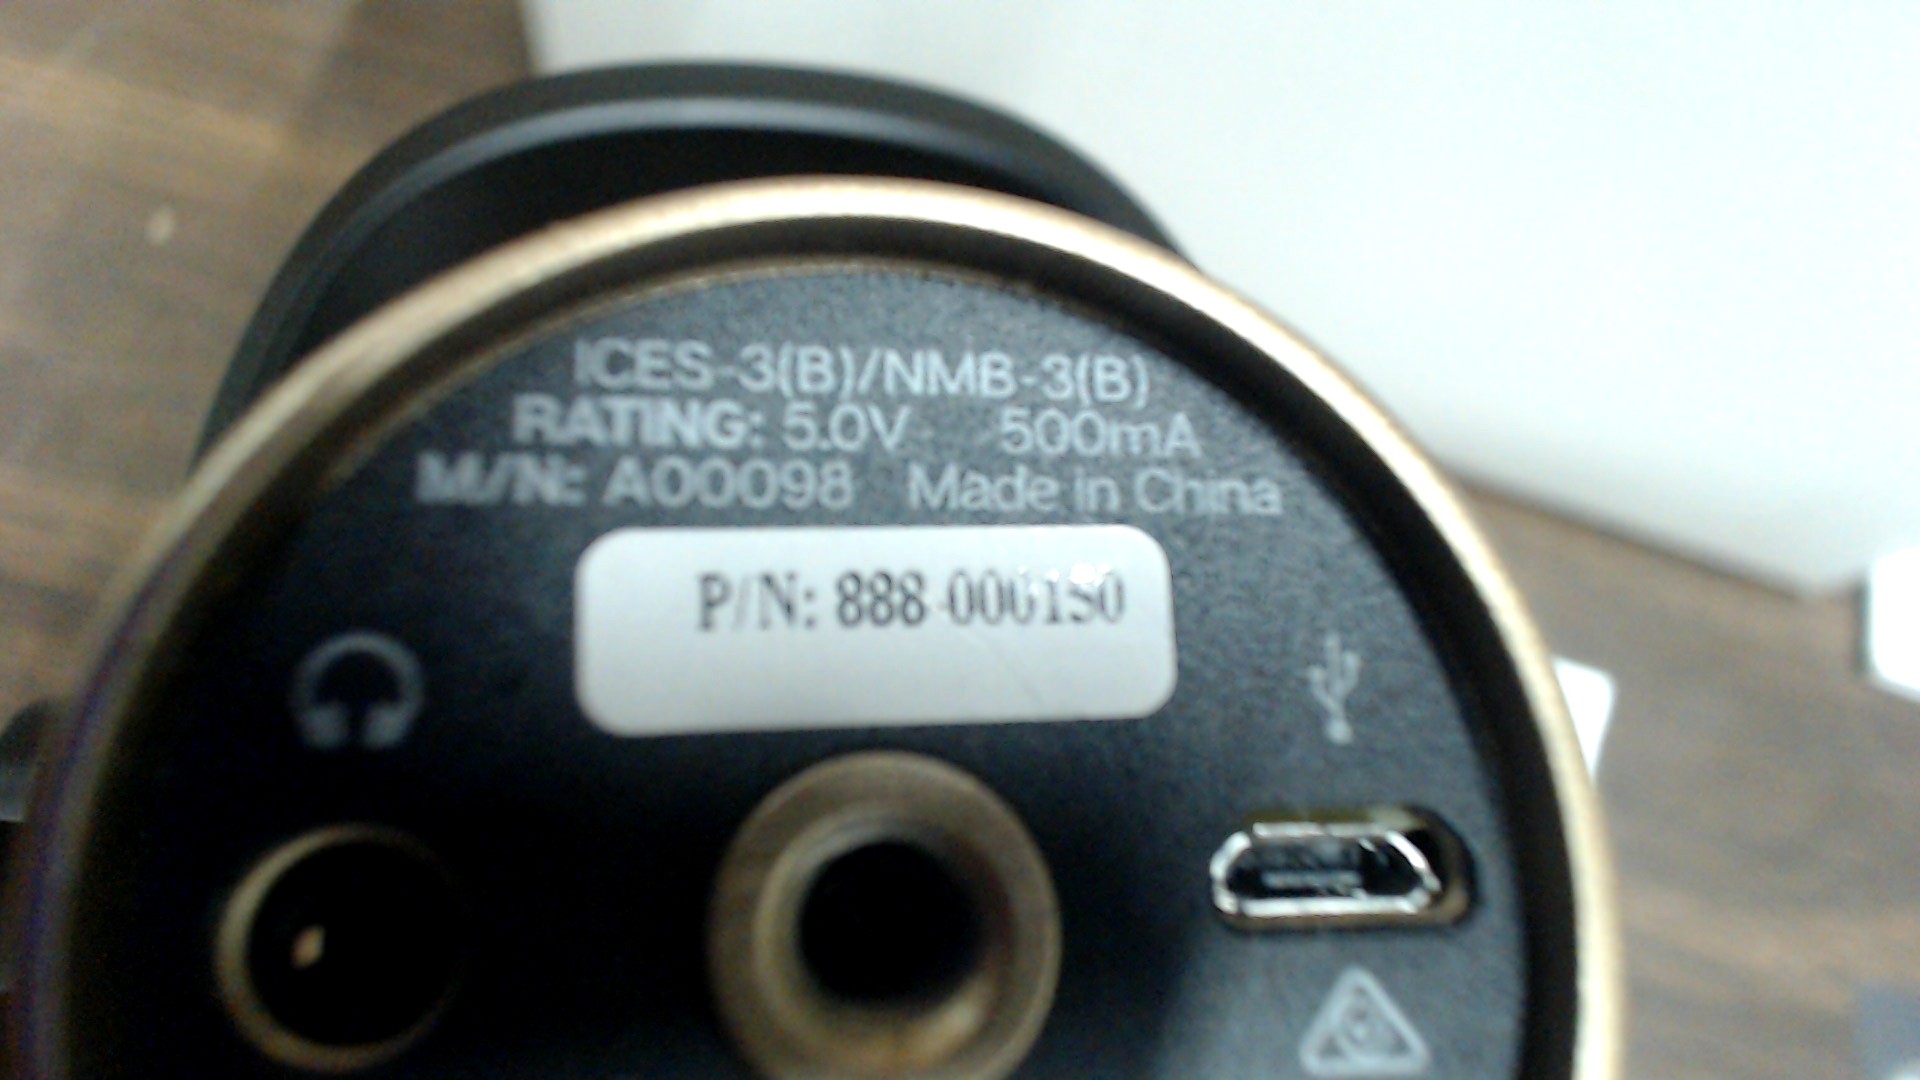 ICES-3(B)/NMB-3(B)
RATING: 5.0V 500mA
M/N: A00098 Made in China
P/N: 888-000150